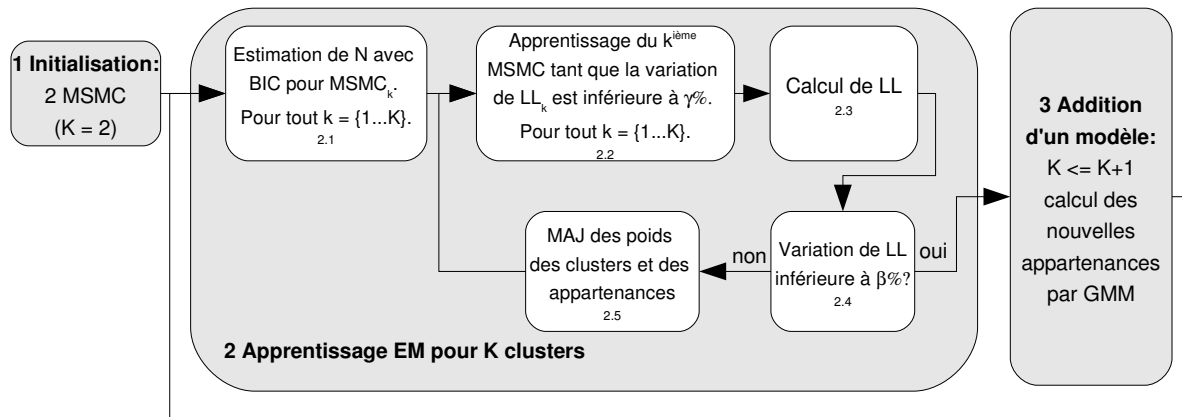 1 Initialisation:
2 MSMC
(K = 2)
Estimation de N avec
BIC pour MSMCk.
Pour tout k = {1...K}.
2.1
Apprentissage du kième
MSMC tant que la variation
de LLk est inférieure à γ%.
Pour tout k = {1...K}.
2.2
Calcul de LL
2.3
Variation de LL
inférieure à β%?
2.4
non
oui
MAJ des poids
des clusters et des
appartenances
2.5
2 Apprentissage EM pour K clusters
3 Addition
d'un modèle:
K <= K+1
calcul des
nouvelles
appartenances
par GMM